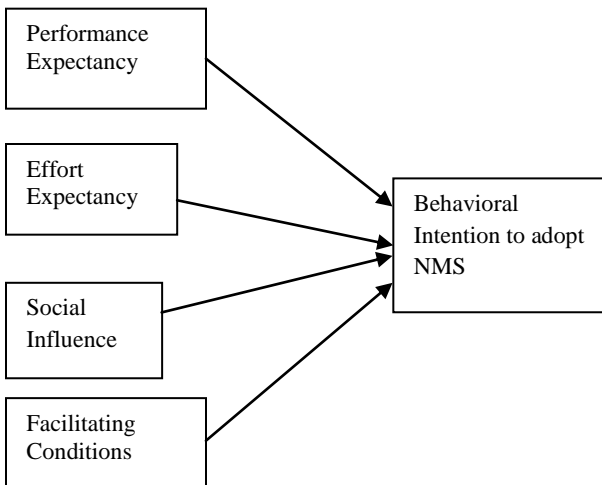 Performance
Expectancy
Effort
Expectancy
Behavioral
Intention to adopt
NMS
Social
Influence
Facilitating
Conditions